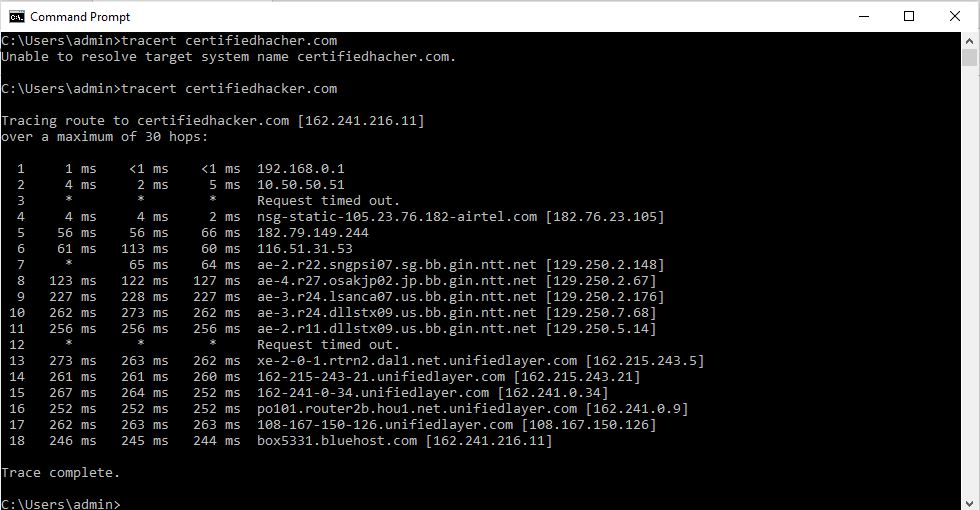 Command Prompt
C:\Users\admin>tracert certifiedhacher.com
Unable to resolve target system name certifiedhacher.com.
C:\Users\admin>tracert certifiedhacker.com
Tracing route to certifiedhacker.com [162.241.216.11]
over a maximum of 30 hops:
1 1 ms <1 ms <1 ms 192.168.0.1
2 4 ms 2 ms 5 ms 10.50.50.51
3 * * * Request timed out.
4 4 ms 4 ms 2 ms nsg-static-105.23.76.182-airtel.com [182.76.23.105]
5 56 ms 56 ms 66 ms 182.79.149.244
6 61 ms 113 ms 60 ms 116.51.31.53
7 * 65 ms 64 ms ae-2.r22.sngpsi07.sg.bb.gin.ntt.net [129.250.2.148]
8 123 ms 122 ms 127 ms ae-4.r27.osakjp02.jp.bb.gin.ntt.net [129.250.2.67]
9 227 ms 228 ms 227 ms ae-3.r24.lsanca07.us.bb.gin.ntt.net [129.250.2.176]
10 262 ms 273 ms 262 ms ae-3.r24.dllstx09.us.bb.gin.ntt.net [129.250.7.68]
11 256 ms 256 ms 256 ms ae-2.r11.dllstx09.us.bb.gin.ntt.net [129.250.5.14]
12 * * * Request timed out.
13 273 ms 263 ms 262 ms xe-2-0-1.rtrn2.dal1.net.unifiedlayer.com [162.215.243.5]
14 261 ms 261 ms 260 ms 162-215-243-21.unifiedlayer.com [162.215.243.21]
15 267 ms 264 ms 252 ms 162-241-0-34.unifiedlayer.com [162.241.0.34]
16 252 ms 252 ms 252 ms po101.router2b.hou1.net.unifiedlayer.com [162.241.0.9]
17 262 ms 263 ms 263 ms 108-167-150-126.unifiedlayer.com [108.167.150.126]
18 246 ms 245 ms 244 ms box5331.bluehost.com [162.241.216.11]
Trace complete.
C:\Users\admin>